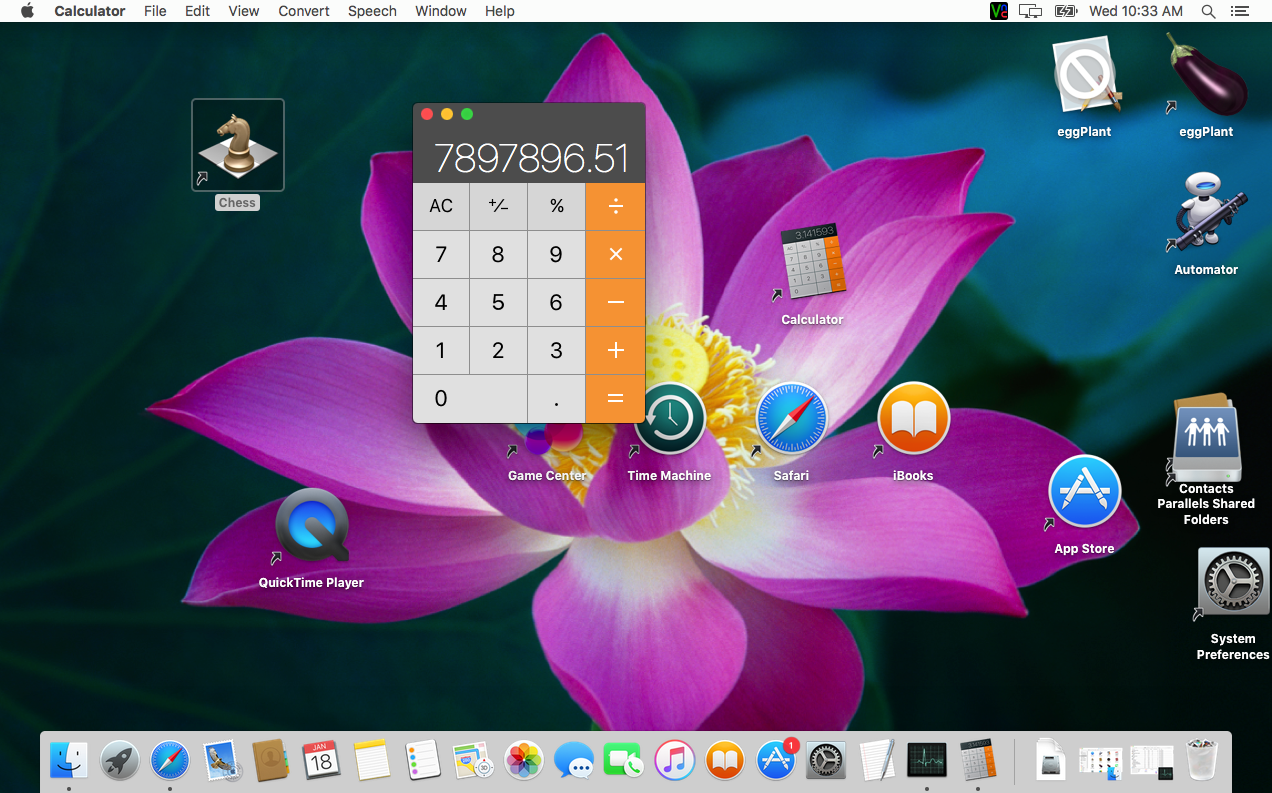 Calculator File Edit View Convert Speech Window Help Wed 10:33 AM
eggPlant
eggPlant
Chess
7897896.51
AC +/− % ÷
7 8 9 ×
4 5 6 −
1 2 3 +
0 . =
Automator
3.141593
Calculator
Game Center
Time Machine
Safari
iBooks
Contacts
Parallels Shared
Folders
App Store
QuickTime Player
System
Preferences
JAN
18
1